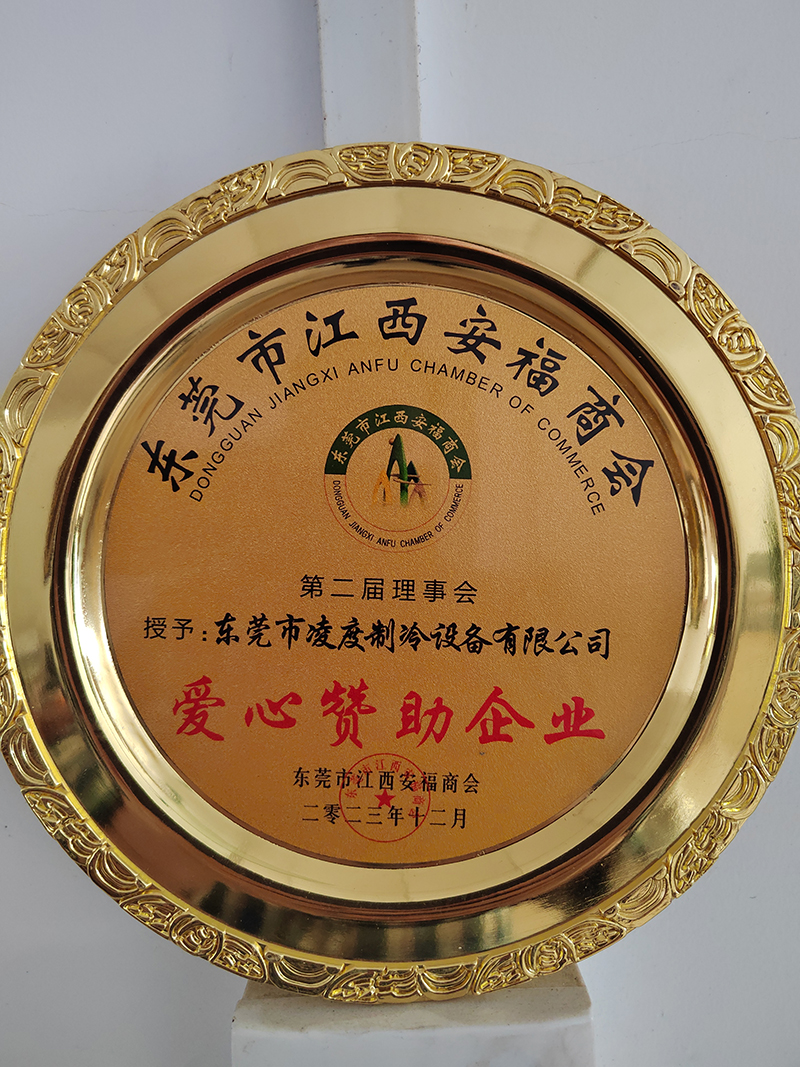 东莞市江西安福商会
DONGGUAN JIANGXI ANFU CHAMBER OF COMMERCE
东莞市江西安福商会
DONGGUAN JIANGXI ANFU CHAMBER OF COMMERCE
第二届理事会
授予:东莞市凌度制冷设备有限公司
爱心赞助企业
东莞市江西安福商会
二零二三年十二月